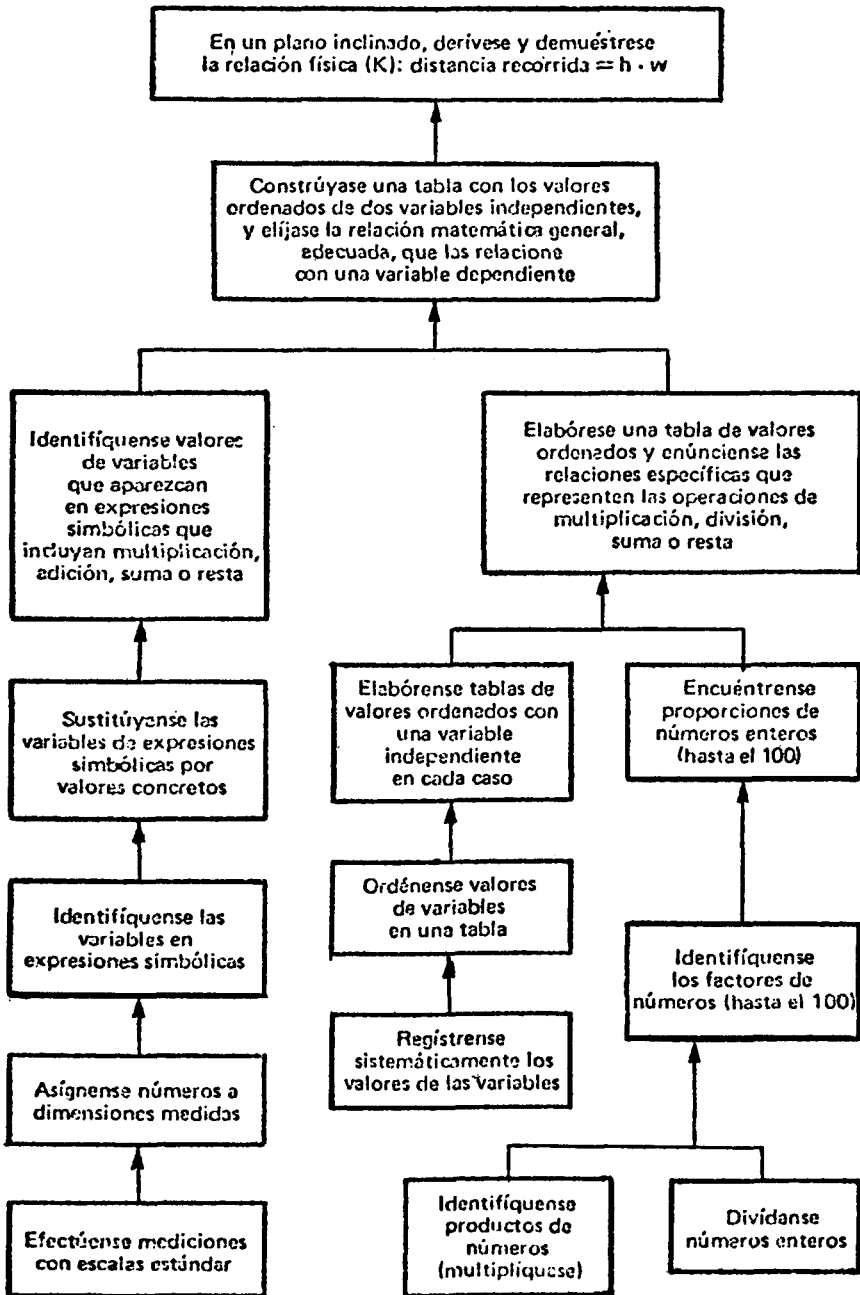 En un plano inclinado, derívese y demuéstrese
la relación física (K): distancia recorrida = h · w
Constrúyase una tabla con los valores
ordenados de dos variables independientes,
y elíjase la relación matemática general,
adecuada, que las relacione
con una variable dependiente
Identifíquense valores
de variables
que aparezcan
en expresiones
simbólicas que
incluyan multiplicación,
adición, suma o resta
Elabórese una tabla de valores
ordenados y enúnciense las
relaciones específicas que
representen las operaciones de
multiplicación, división,
suma o resta
Sustitúyanse las
variables de expresiones
simbólicas por
valores concretos
Elabórense tablas de
valores ordenados con
una variable
independiente
en cada caso
Encuéntrense
proporciones de
números enteros
(hasta el 100)
Identifíquense las
variables en
expresiones simbólicas
Ordénense valores
de variables
en una tabla
Identifíquense
los factores de
números (hasta el 100)
Asígnense números a
dimensiones medidas
Regístrense
sistemáticamente los
valores de las variables
Efectúense mediciones
con escalas estándar
Identifíquense
productos de
números
(multiplíquese)
Divídanse
números enteros